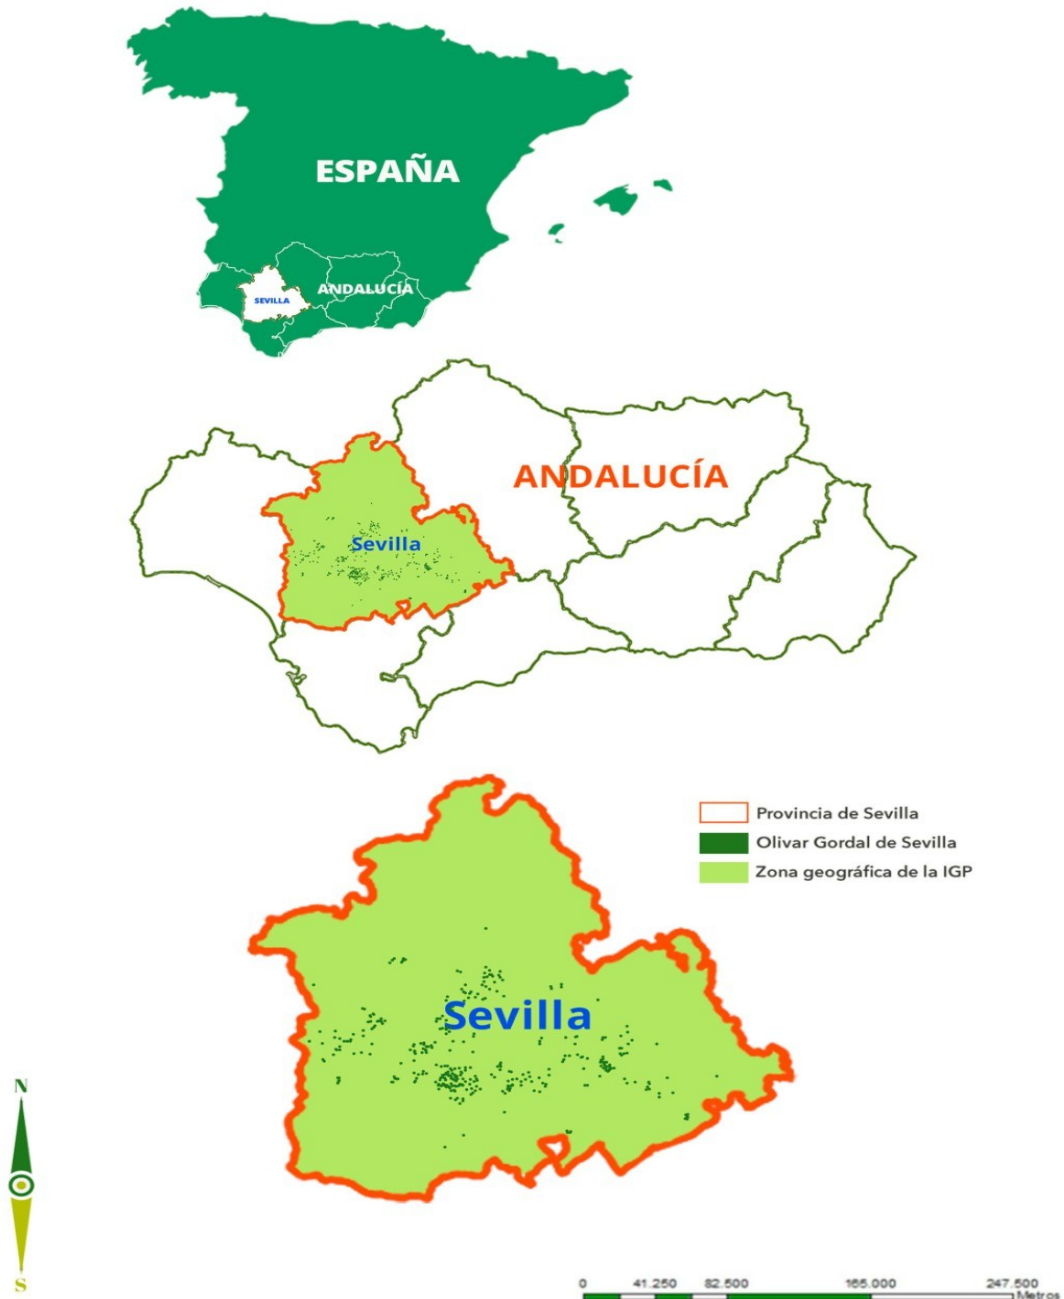 ESPAÑA
ANDALUCÍA
SEVILLA
ANDALUCÍA
Sevilla
Provincia de Sevilla
Olivar Gordal de Sevilla
Zona geográfica de la IGP
Sevilla
N
S
0 41.250 82.500 165.000 247.500
Metros